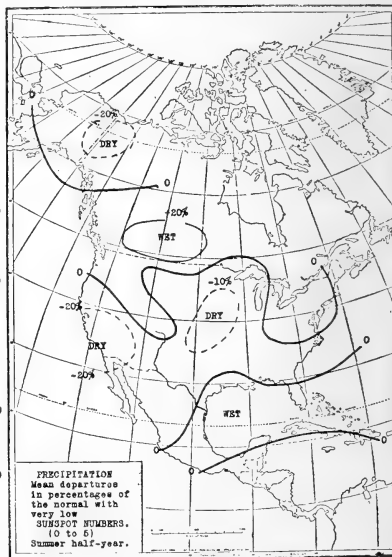 0
-20%
DRY
0
-20%
WET
0
0
-10%
DRY
-20%
DRY
-20%
0
WET
0
0
0
PRECIPITATION
Mean departures
in percentages of
the normal with
very low
SUNSPOT NUMBERS.
(0 to 5)
Summer half-year.